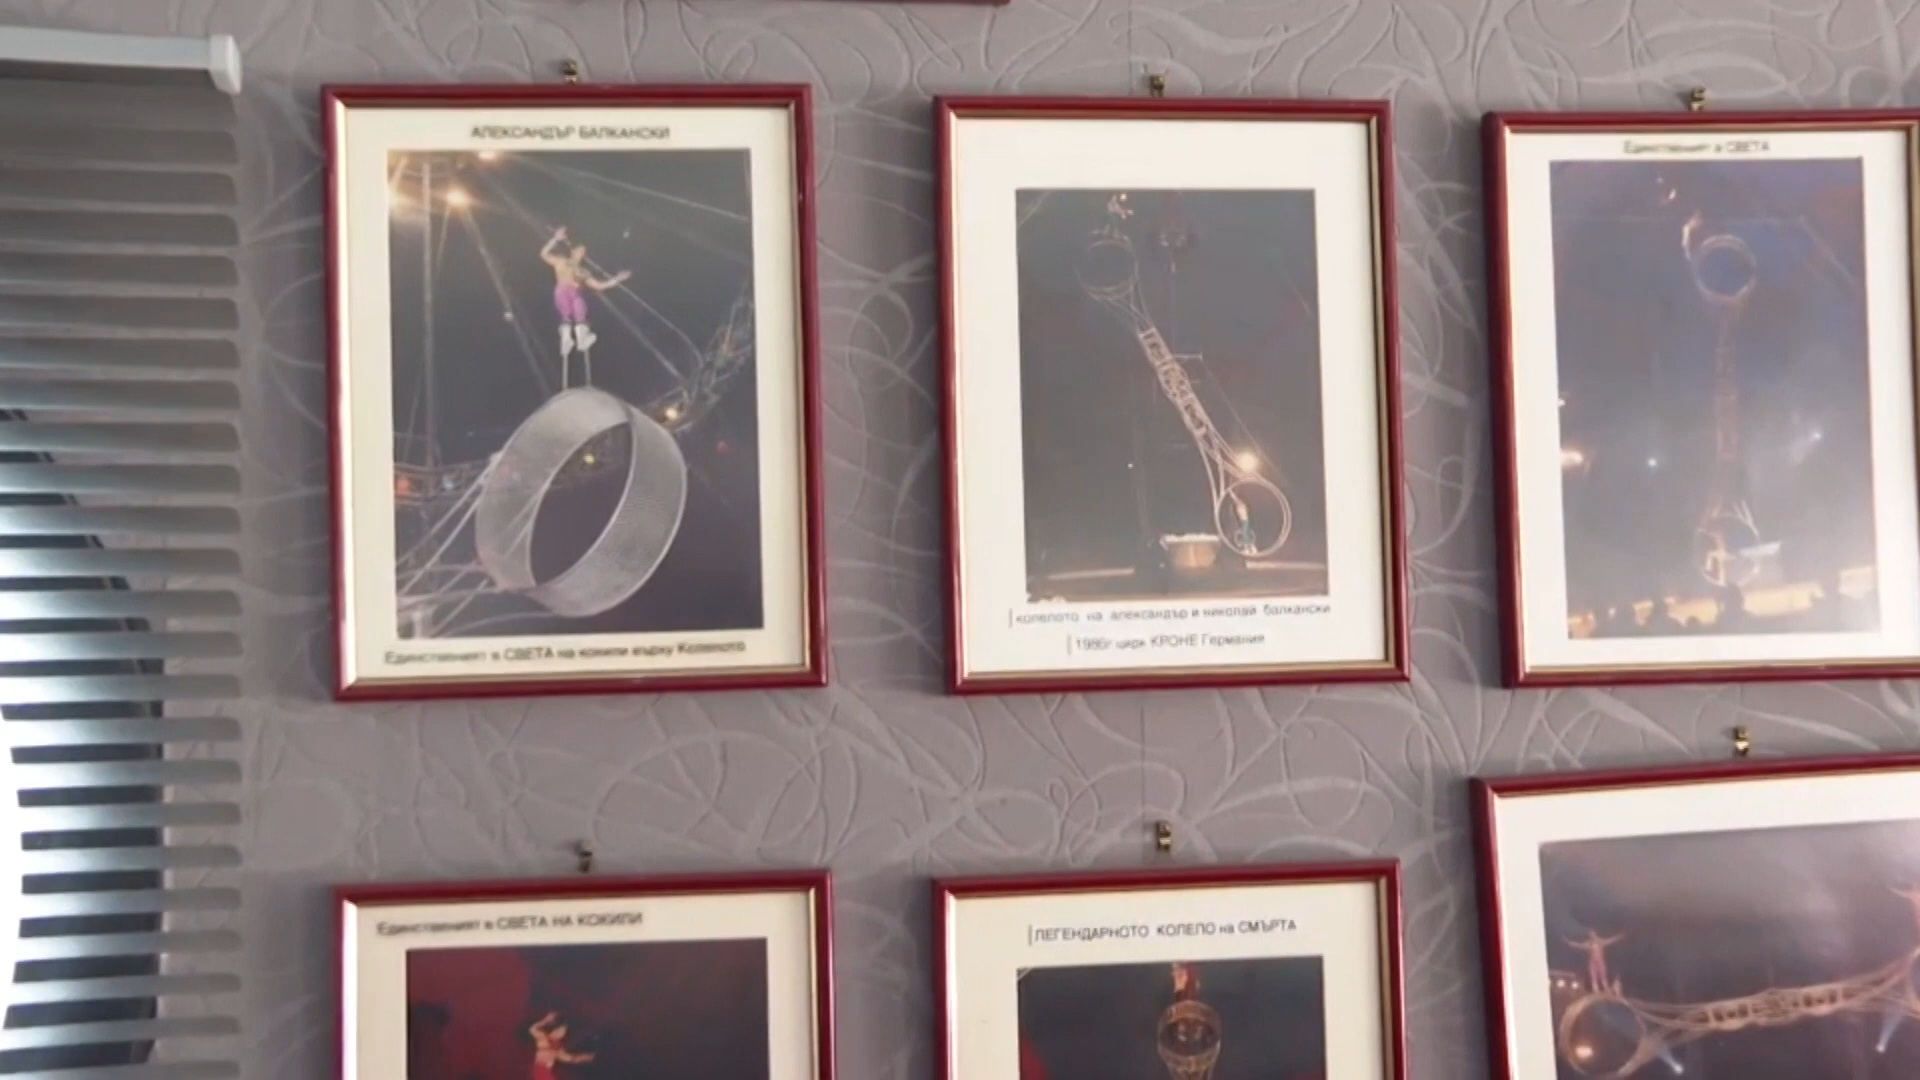 АЛЕКСАНДЪР БАЛКАНСКИ
Единственият в СВЕТА на кокили върху Колелото
колелото на александър и николай балкански
1986г цирк КРОНЕ Германия
Единственият в СВЕТА
Единственият в СВЕТА НА КОКИЛИ
ЛЕГЕНДАРНОТО КОЛЕЛО на СМЪРТА